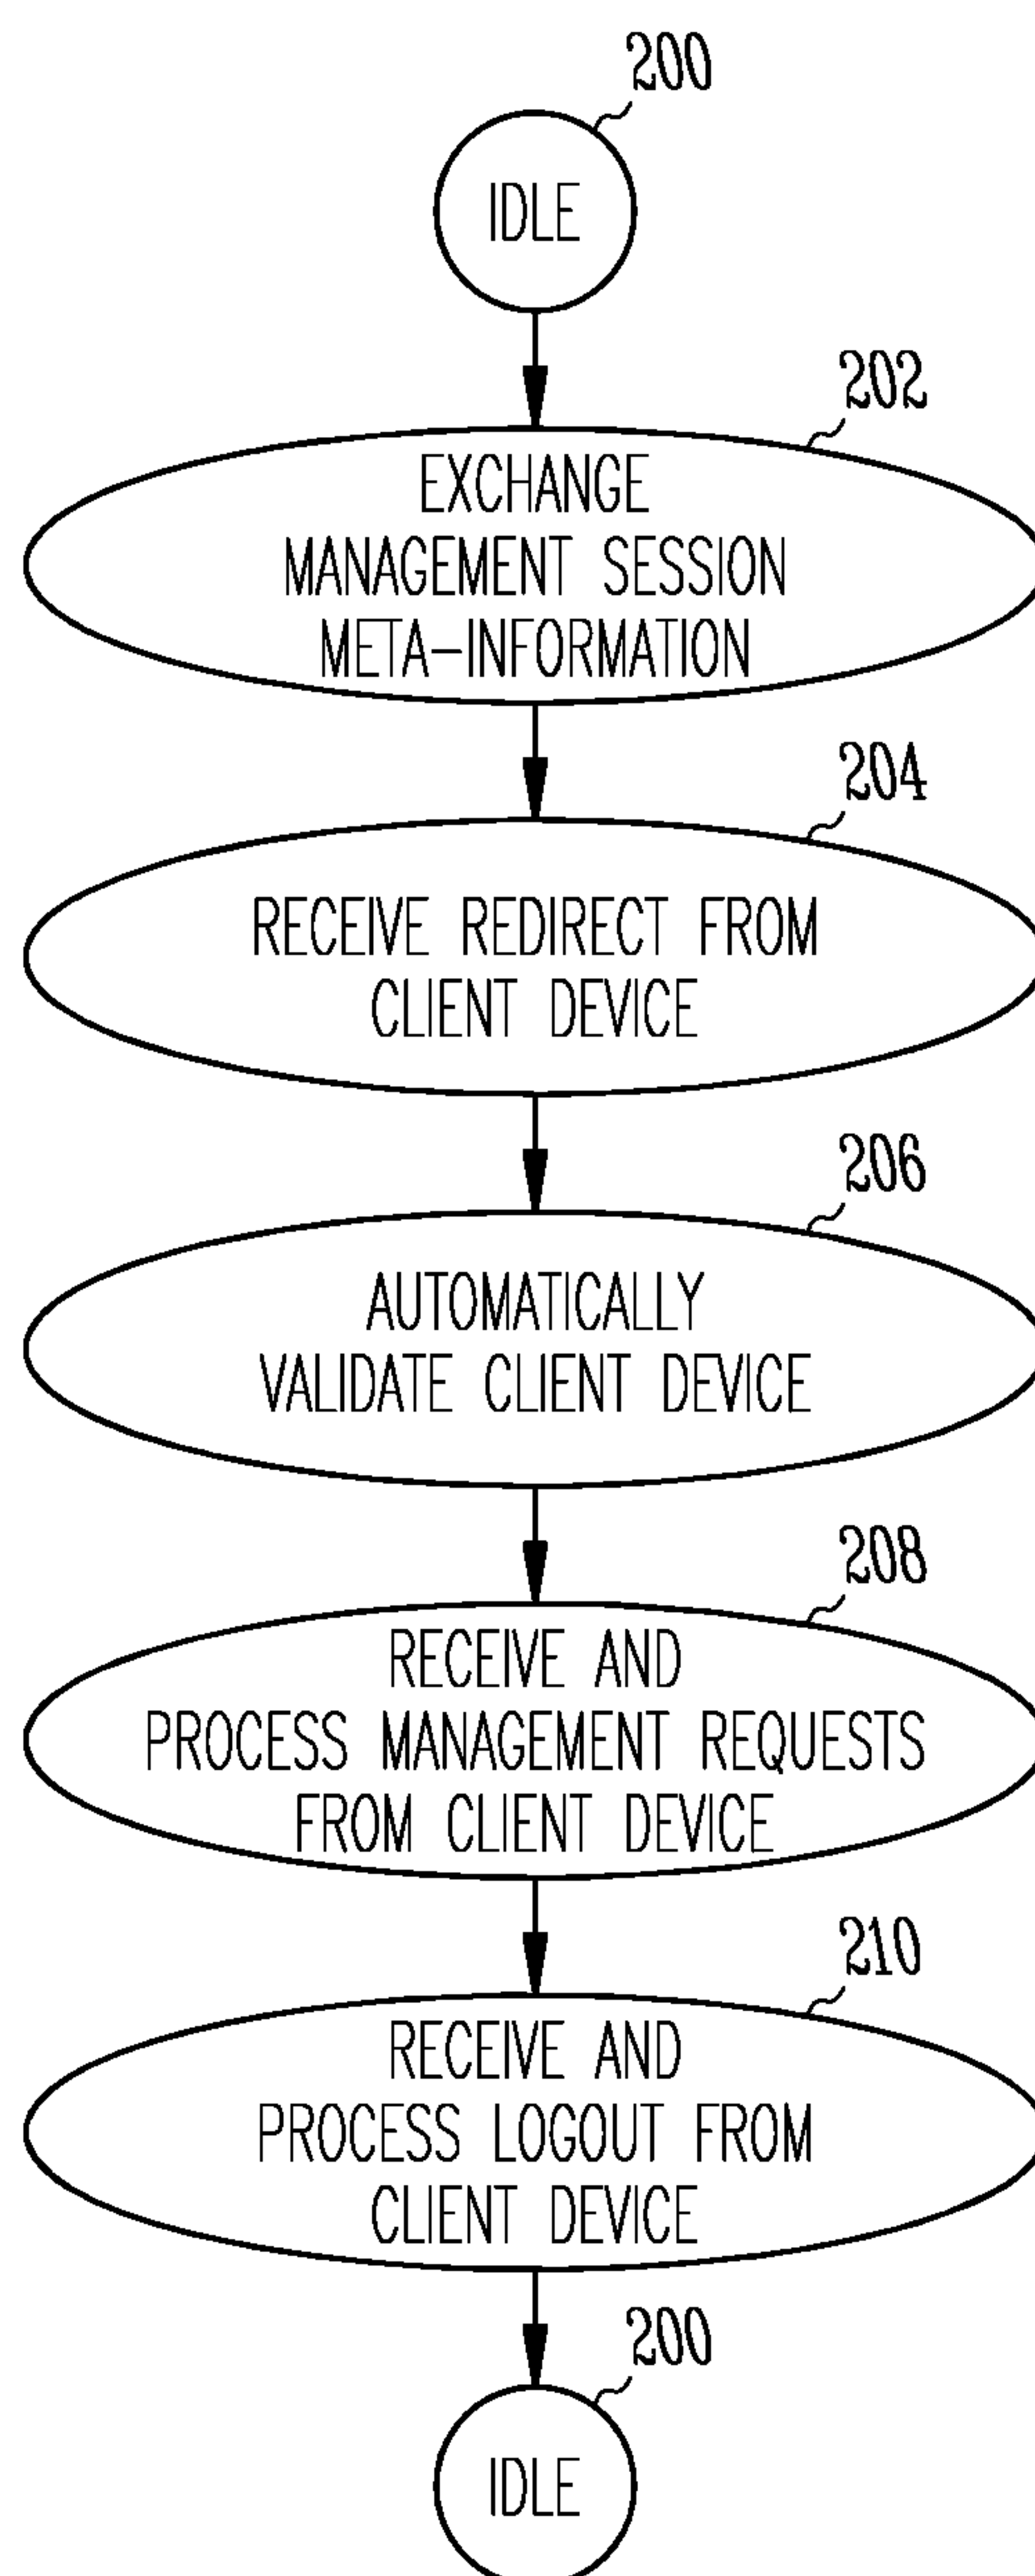 200
IDLE
202
EXCHANGE
MANAGEMENT SESSION
META-INFORMATION
204
RECEIVE REDIRECT FROM
CLIENT DEVICE
206
AUTOMATICALLY
VALIDATE CLIENT DEVICE
208
RECEIVE AND
PROCESS MANAGEMENT REQUESTS
FROM CLIENT DEVICE
210
RECEIVE AND
PROCESS LOGOUT FROM
CLIENT DEVICE
200
IDLE